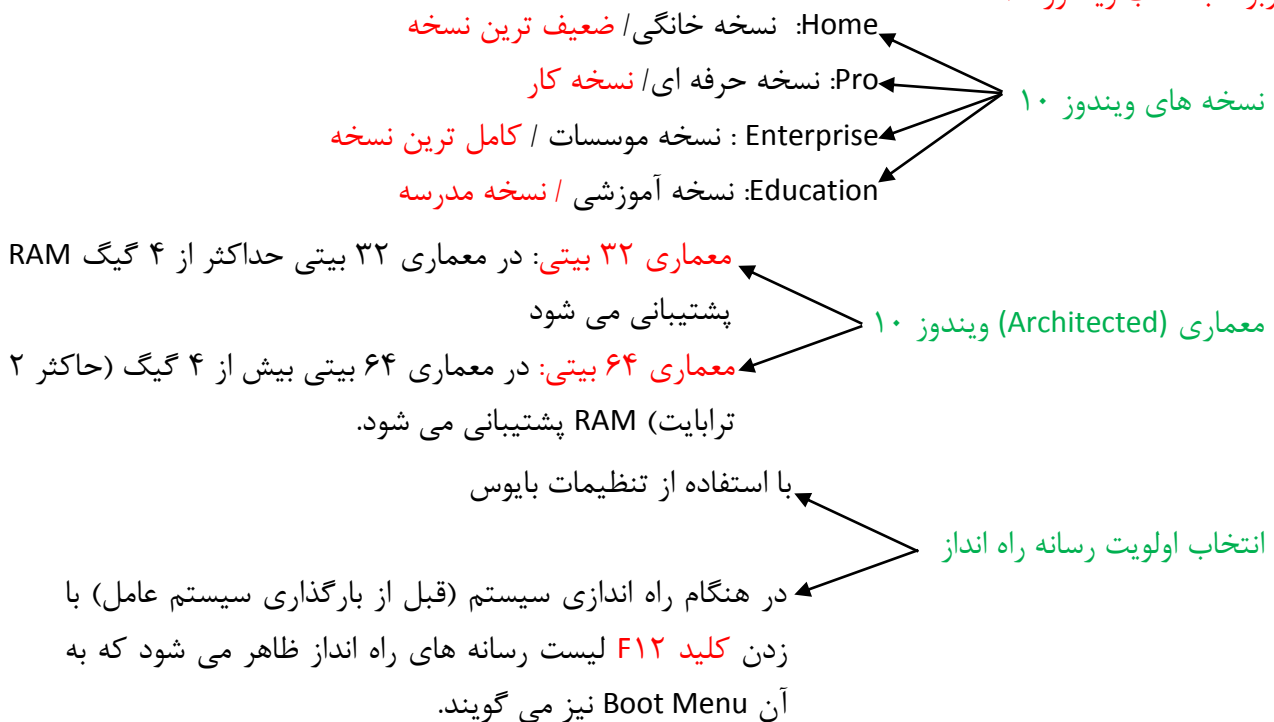 Home: نسخه خانگی/ ضعیف ترین نسخه
Pro: نسخه حرفه ای/ نسخه کار
نسخه های ویندوز ۱۰
Enterprise : نسخه موسسات / کامل ترین نسخه
Education: نسخه آموزشی / نسخه مدرسه
معماری ۳۲ بیتی: در معماری ۳۲ بیتی حداکثر از ۴ گیگ RAM
پشتیبانی می شود
معماری (Architected) ویندوز ۱۰
معماری ۶۴ بیتی: در معماری ۶۴ بیتی بیش از ۴ گیگ (حاکثر ۲
ترابایت) RAM پشتیبانی می شود.
با استفاده از تنظیمات بایوس
انتخاب اولویت رسانه راه انداز
در هنگام راه اندازی سیستم (قبل از بارگذاری سیستم عامل) با
زدن کلید F۱۲ لیست رسانه های راه انداز ظاهر می شود که به
آن Boot Menu نیز می گویند.